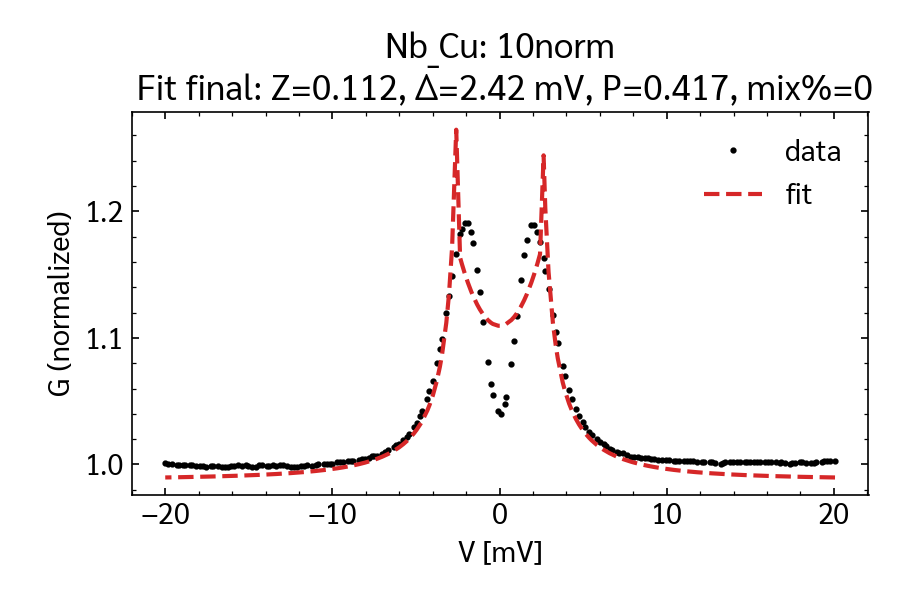 Nb_Cu: 10norm
Fit final: Z=0.112, Δ=2.42 mV, P=0.417, mix%=0
data
fit
G (normalized)
1.2
1.1
1.0
−20
−10
0
10
20
V [mV]